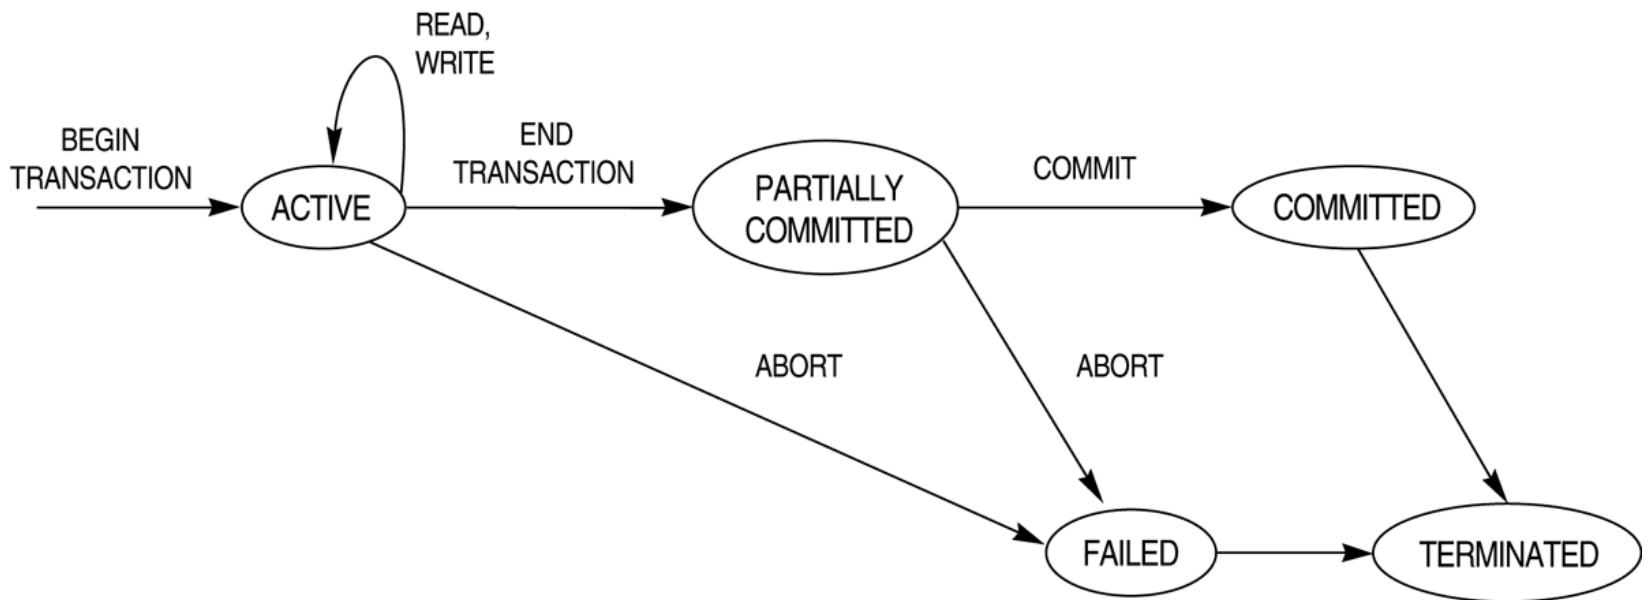 READ,
WRITE
BEGIN
TRANSACTION
END
TRANSACTION
ACTIVE
PARTIALLY
COMMITTED
COMMIT
COMMITTED
ABORT
ABORT
FAILED
TERMINATED